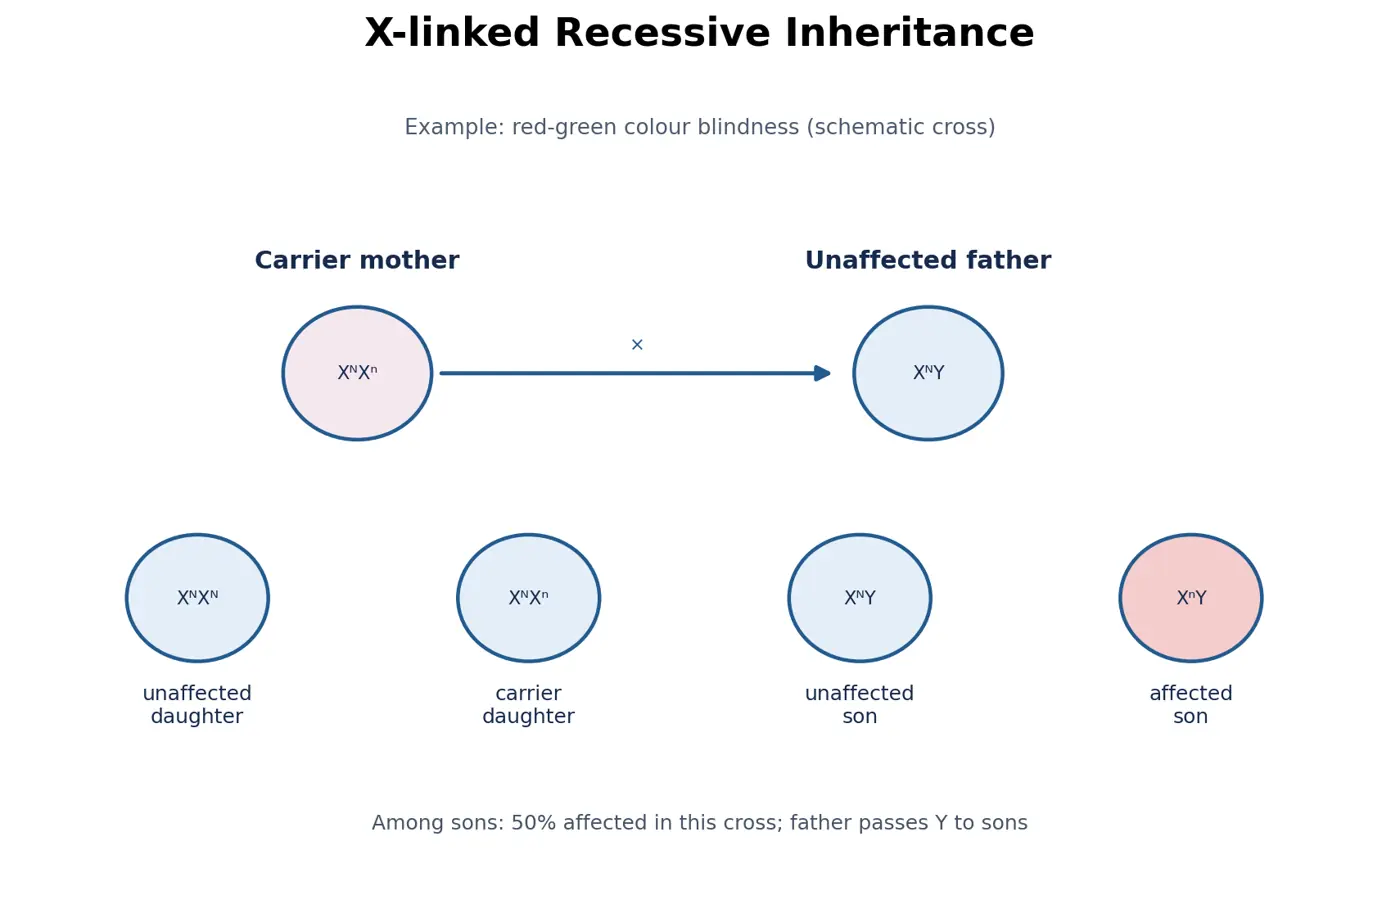 X-linked Recessive Inheritance
Example: red-green colour blindness (schematic cross)
Carrier mother
Unaffected father
×
XᴺXⁿ
XᴺY
XᴺXᴺ
XᴺXⁿ
XᴺY
XⁿY
unaffected
daughter
carrier
daughter
unaffected
son
affected
son
Among sons: 50% affected in this cross; father passes Y to sons